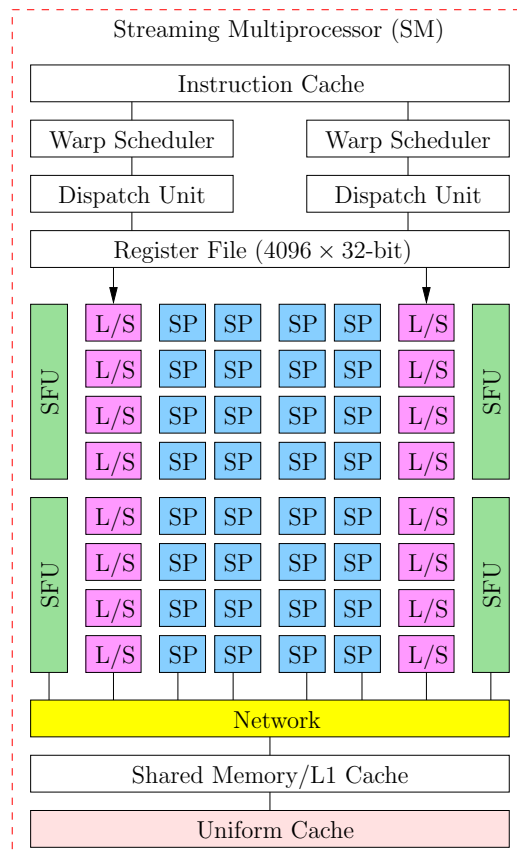 Streaming Multiprocessor (SM)
Instruction Cache
Warp Scheduler Warp Scheduler
Dispatch Unit Dispatch Unit
Register File (4096 × 32-bit)
SFU L/S SP SP SP SP L/S SFU
L/S SP SP SP SP L/S
L/S SP SP SP SP L/S
L/S SP SP SP SP L/S
SFU L/S SP SP SP SP L/S SFU
L/S SP SP SP SP L/S
L/S SP SP SP SP L/S
L/S SP SP SP SP L/S
Network
Shared Memory/L1 Cache
Uniform Cache